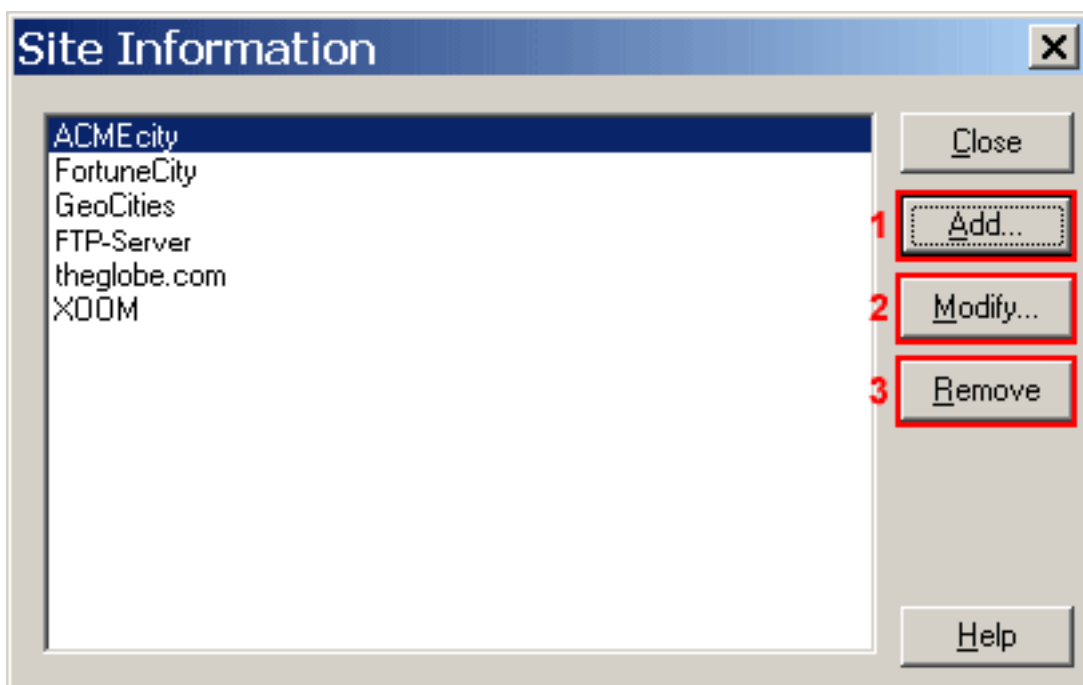 Site Information
ACMEcity
FortuneCity
GeoCities
FTP-Server
theglobe.com
XOOM
Close
1 Add...
2 Modify...
3 Remove
Help